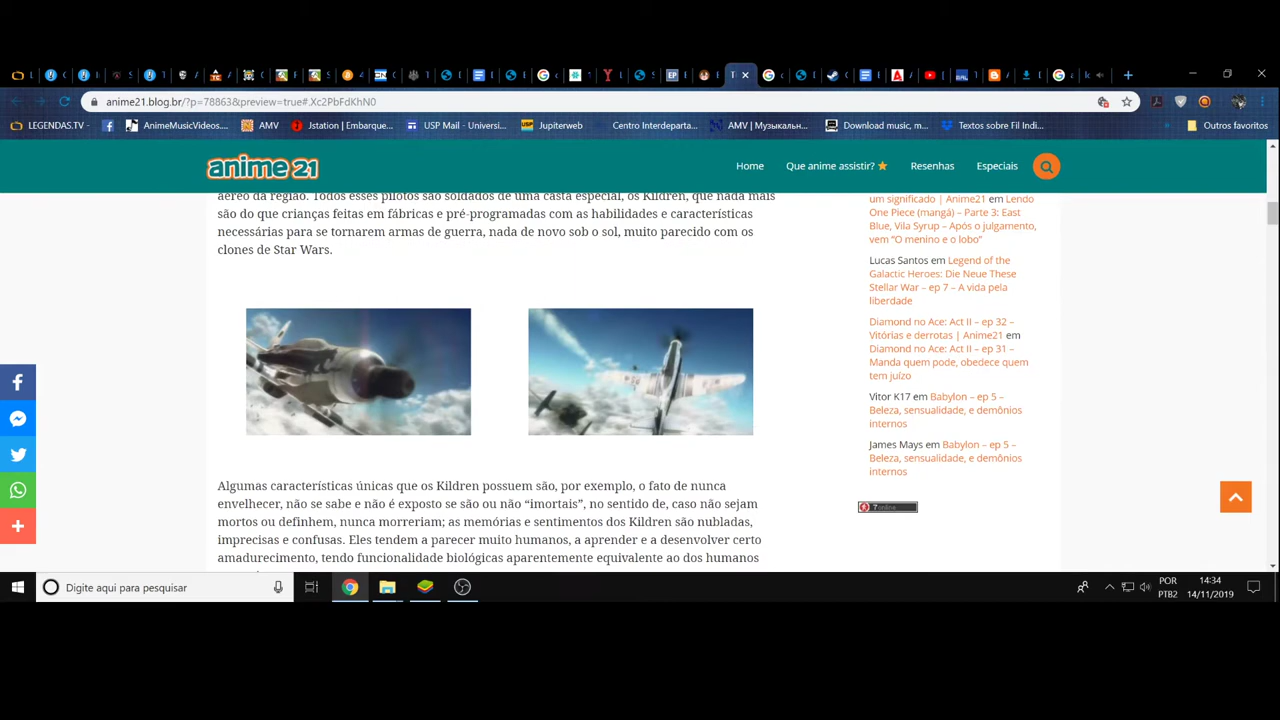 anime21.blog.br/?p=78863&preview=true#.Xc2PbFdKhN0
LEGENDAS.TV
AnimeMusicVideos.
AMV
Jstation | Embarque...
USP Mail - Universi...
Jupiterweb
Centro Interdeparta...
AMV | Музыкальн...
Download music, m...
Textos sobre Fil Indi...
Outros favoritos
anime 21
Home
Que anime assistir?
Resenhas
Especiais
aéreo da região. Todos esses pilotos são soldados de uma casta especial, os Kildren, que nada mais
são do que crianças feitas em fábricas e pré-programadas com as habilidades e características
necessárias para se tornarem armas de guerra, nada de novo sob o sol, muito parecido com os
clones de Star Wars.
Algumas características únicas que os Kildren possuem são, por exemplo, o fato de nunca
envelhecer, não se sabe e não é exposto se são ou não “imortais”, no sentido de, caso não sejam
mortos ou definhem, nunca morreriam; as memórias e sentimentos dos Kildren são nubladas,
imprecisas e confusas. Eles tendem a parecer muito humanos, a aprender e a desenvolver certo
amadurecimento, tendo funcionalidade biológicas aparentemente equivalente ao dos humanos
um significado | Anime21 em Lendo
One Piece (mangá) – Parte 3: East
Blue, Vila Syrup – Após o julgamento,
vem “O menino e o lobo”
Lucas Santos em Legend of the
Galactic Heroes: Die Neue These
Stellar War – ep 7 – A vida pela
liberdade
Diamond no Ace: Act II – ep 32 –
Vitórias e derrotas | Anime21 em
Diamond no Ace: Act II – ep 31 –
Manda quem pode, obedece quem
tem juízo
Vitor K17 em Babylon – ep 5 –
Beleza, sensualidade, e demônios
internos
James Mays em Babylon – ep 5 –
Beleza, sensualidade, e demônios
internos
7 online
Digite aqui para pesquisar
POR
PTB2
14:34
14/11/2019